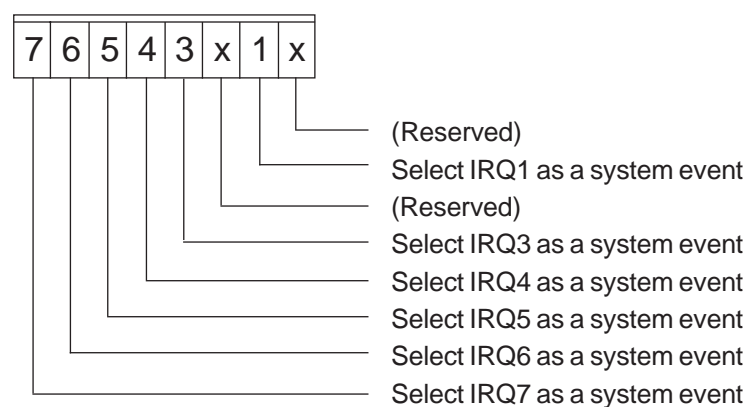 7 6 5 4 3 x 1 x
(Reserved)
Select IRQ1 as a system event
(Reserved)
Select IRQ3 as a system event
Select IRQ4 as a system event
Select IRQ5 as a system event
Select IRQ6 as a system event
Select IRQ7 as a system event